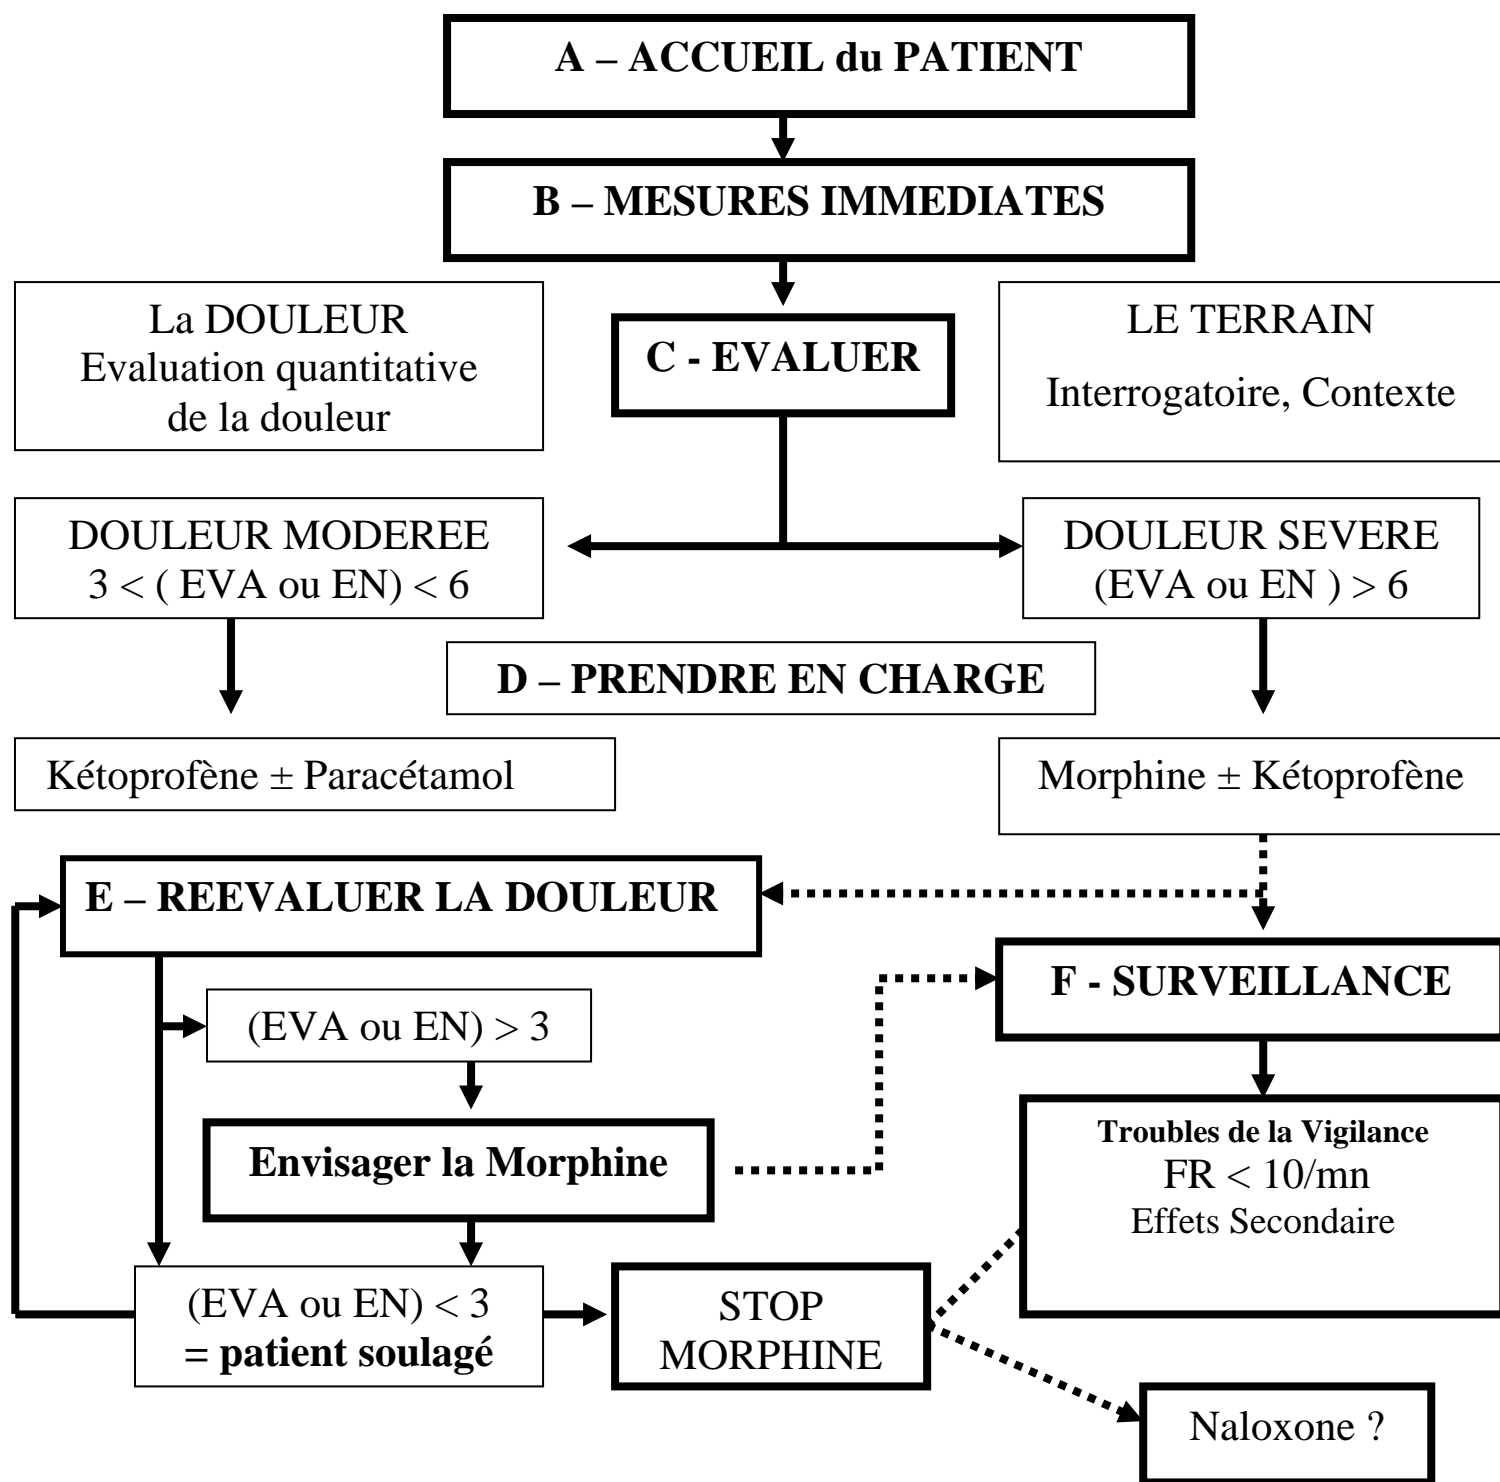 A – ACCUEIL du PATIENT
B – MESURES IMMEDIATES
La DOULEUR
Evaluation quantitative
de la douleur
C - EVALUER
LE TERRAIN
Interrogatoire, Contexte
DOULEUR MODEREE
3 < ( EVA ou EN) < 6
DOULEUR SEVERE
(EVA ou EN ) > 6
D – PRENDRE EN CHARGE
Kétoprofène ± Paracétamol
Morphine ± Kétoprofène
E – REEVALUER LA DOULEUR
F - SURVEILLANCE
(EVA ou EN) > 3
Envisager la Morphine
Troubles de la Vigilance
FR < 10/mn
Effets Secondaire
(EVA ou EN) < 3
= patient soulagé
STOP
MORPHINE
Naloxone ?